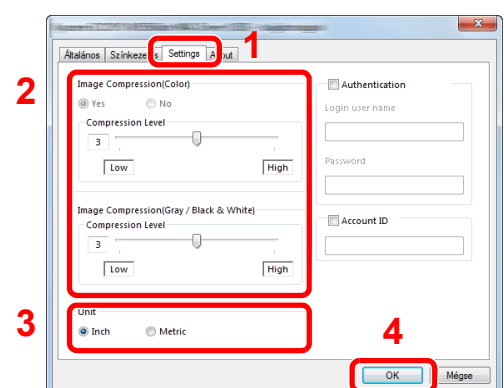 1
Általános Színkezelés Settings About
2
Image Compression(Color)
Yes No
Compression Level
3
Low High
Image Compression(Gray / Black & White)
Compression Level
3
Low High
Authentication
Login user name
Password
Account ID
3
Unit
Inch Metric
4
OK Mégse